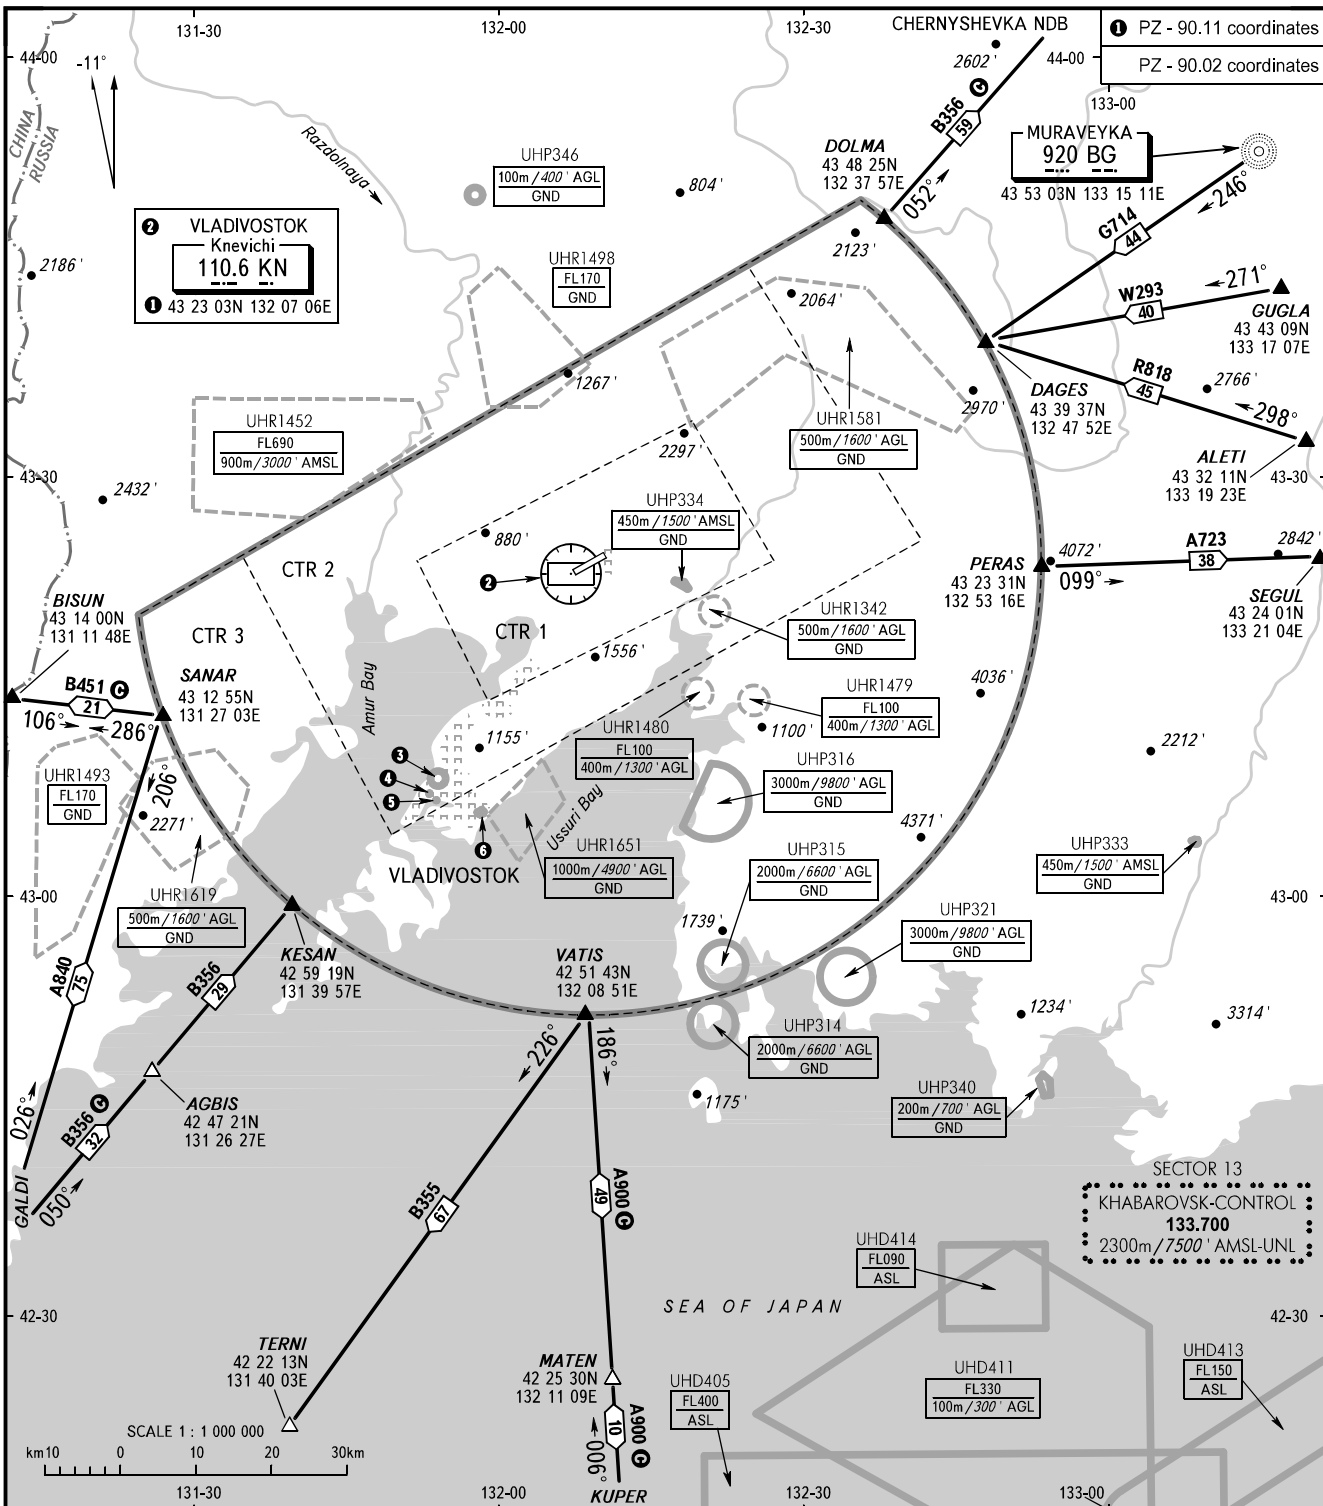 131-30
132-00
132-30
CHERNYSHEVKA NDB
❶ PZ - 90.11 coordinates
PZ - 90.02 coordinates
44-00
-11°
2602'
44-00
133-00
CHINA
RUSSIA
Razdolnaya
B356 C
59
052°
DOLMA
43 48 25N
132 37 57E
MURAVEYKA
920 BG
43 53 03N 133 15 11E
246°
G714
44
UHP346
100m/400' AGL
GND
804'
❷ VLADIVOSTOK
Knevichi
110.6 KN
❶ 43 23 03N 132 07 06E
2186'
UHR1498
FL170
GND
2123'
2064'
271°
W293
40
GUGLA
43 43 09N
133 17 07E
R818
45
2766'
298°
1267'
DAGES
43 39 37N
132 47 52E
2970'
UHR1452
FL690
900m/3000' AMSL
UHR1581
500m/1600' AGL
GND
2297'
ALETI
43 32 11N
133 19 23E
43-30
43-30
2432'
UHP334
450m/1500' AMSL
GND
880'
CTR 2
❷
PERAS
43 23 31N
132 53 16E
4072'
A723
38
2842'
099°
SEGUL
43 24 01N
133 21 04E
BISUN
43 14 00N
131 11 48E
CTR 3
CTR 1
UHR1342
500m/1600' AGL
GND
SANAR
43 12 55N
131 27 03E
1556'
B451 C
21
106°
286°
Amur Bay
4036'
UHR1479
FL100
400m/1300' AGL
UHR1480
FL100
400m/1300' AGL
1100'
1155'
2212'
UHR1493
FL170
GND
206°
❸
❹
❺
❻
UHP316
3000m/9800' AGL
GND
Ussuri Bay
2271'
4371'
UHR1651
1000m/4900' AGL
GND
VLADIVOSTOK
UHP315
2000m/6600' AGL
GND
UHP333
450m/1500' AMSL
GND
UHR1619
500m/1600' AGL
GND
43-00
43-00
1739'
UHP321
3000m/9800' AGL
GND
A840
75
B356
29
KESAN
42 59 19N
131 39 57E
VATIS
42 51 43N
132 08 51E
1234'
3314'
UHP314
2000m/6600' AGL
GND
226°
186°
026°
AGBIS
42 47 21N
131 26 27E
1175'
UHP340
200m/700' AGL
GND
B356 C
32
050°
GALDI
B355
67
A900 C
49
SECTOR 13
KHABAROVSK-CONTROL
133.700
2300m/7500' AMSL-UNL
UHD414
FL090
ASL
SEA OF JAPAN
42-30
42-30
TERNI
42 22 13N
131 40 03E
MATEN
42 25 30N
132 11 09E
UHD405
FL400
ASL
UHD411
FL330
100m/300' AGL
UHD413
FL150
ASL
SCALE 1 : 1 000 000
km10 0 10 20 30km
A900 C
10
006°
KUPER
131-30
132-00
132-30
133-00